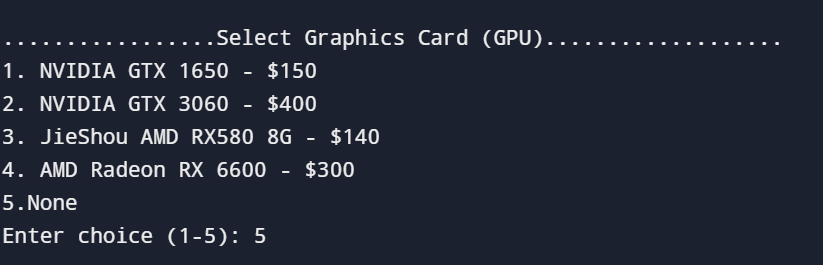 .................Select Graphics Card (GPU)...................
1. NVIDIA GTX 1650 - $150
2. NVIDIA GTX 3060 - $400
3. JieShou AMD RX580 8G - $140
4. AMD Radeon RX 6600 - $300
5.None
Enter choice (1-5): 5